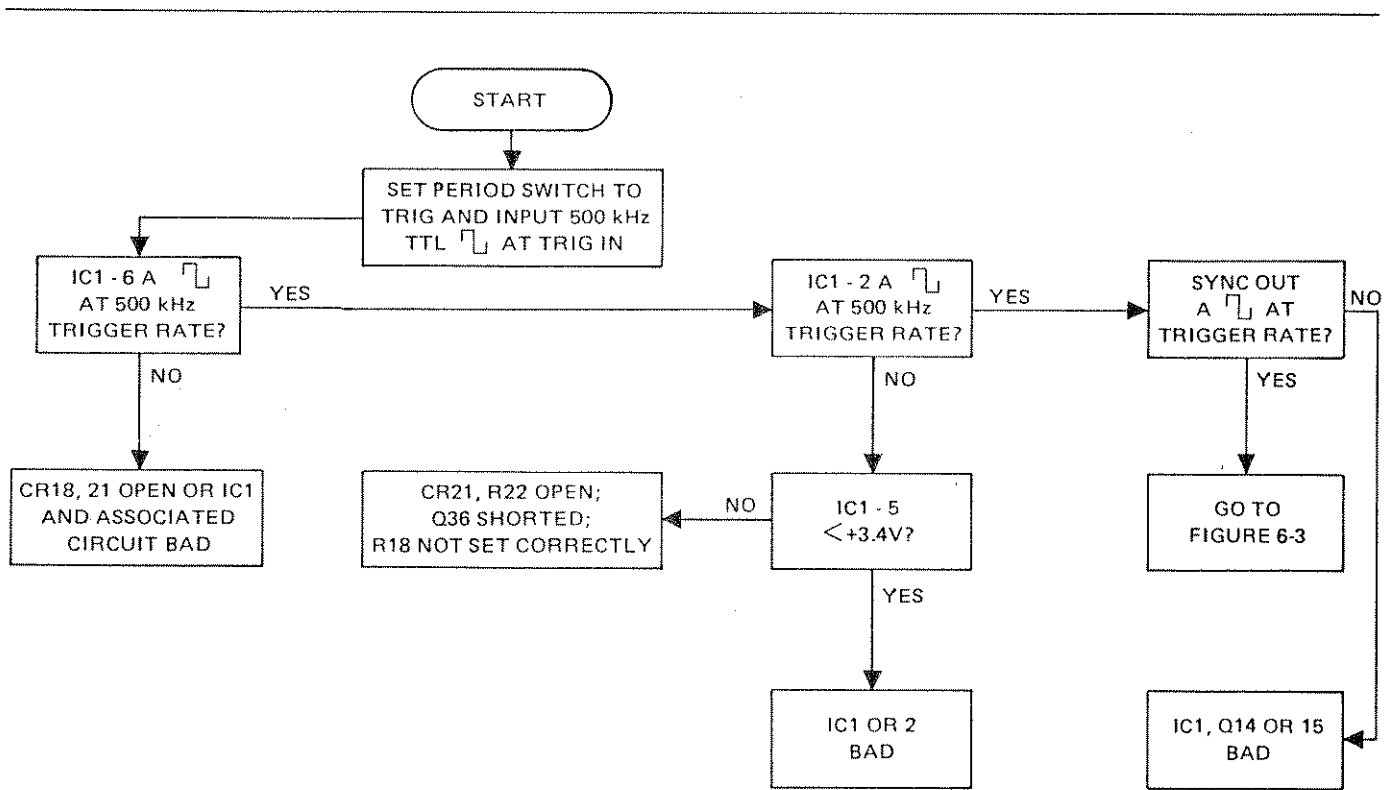 START
SET PERIOD SWITCH TO
TRIG AND INPUT 500 kHz
TTL AT TRIG IN
IC1 - 6 A
AT 500 kHz
TRIGGER RATE?
YES
NO
IC1 - 2 A
AT 500 kHz
TRIGGER RATE?
YES
NO
SYNC OUT
A AT
TRIGGER RATE?
NO
YES
CR18, 21 OPEN OR IC1
AND ASSOCIATED
CIRCUIT BAD
CR21, R22 OPEN;
Q36 SHORTED;
R18 NOT SET CORRECTLY
NO
IC1 - 5
<+3.4V?
YES
GO TO
FIGURE 6-3
IC1 OR 2
BAD
IC1, Q14 OR 15
BAD